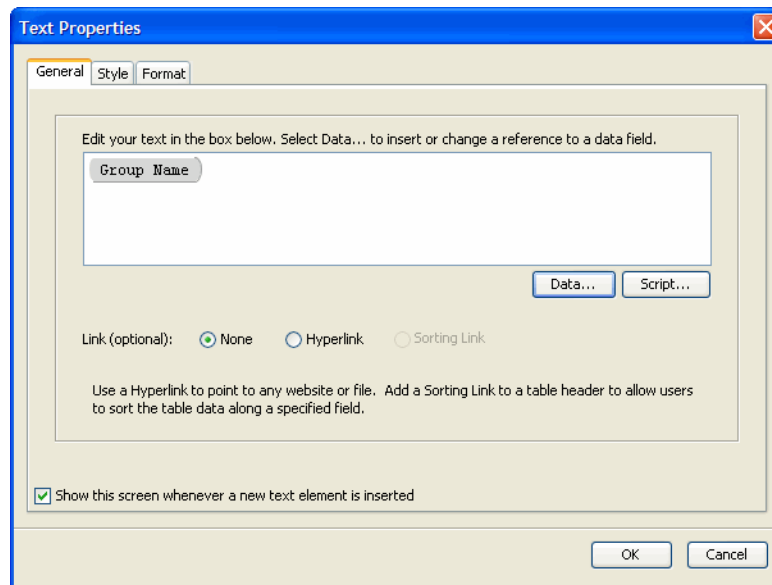 Text Properties
General Style Format
Edit your text in the box below. Select Data... to insert or change a reference to a data field.
Group Name
Data... Script...
Link (optional): None Hyperlink Sorting Link
Use a Hyperlink to point to any website or file. Add a Sorting Link to a table header to allow users
to sort the table data along a specified field.
Show this screen whenever a new text element is inserted
OK Cancel